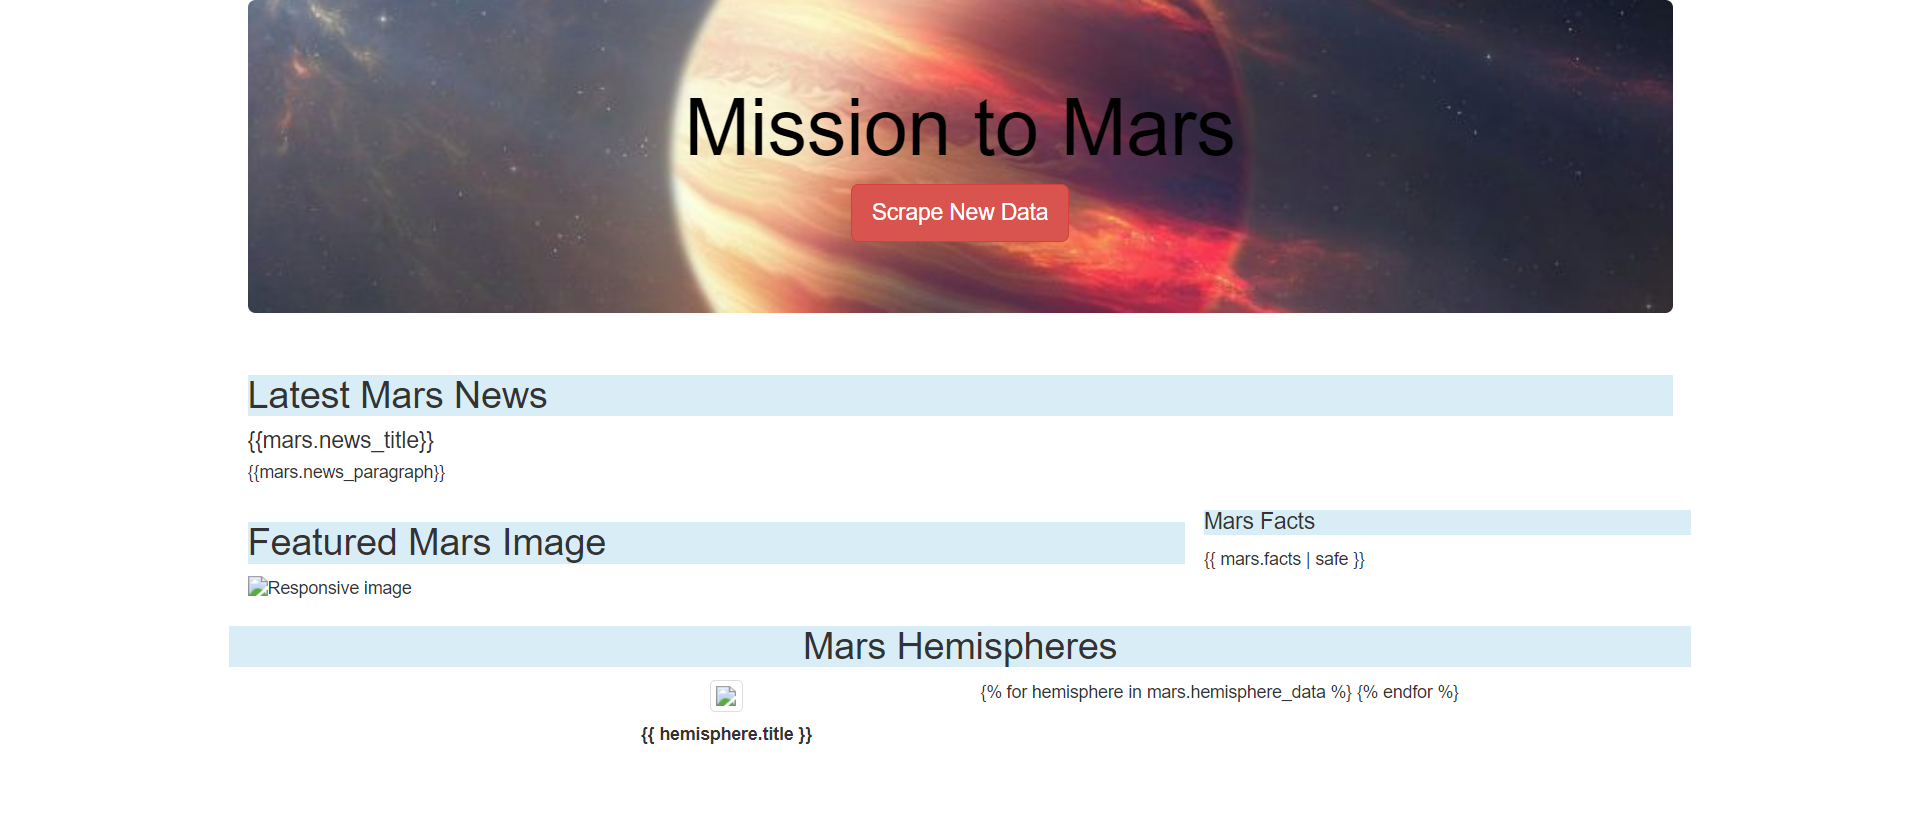 Mission to Mars
Scrape New Data
Latest Mars News
{{mars.news_title}}
{{mars.news_paragraph}}
Featured Mars Image
Responsive image
Mars Facts
{{ mars.facts | safe }}
Mars Hemispheres
{{ hemisphere.title }}
{% for hemisphere in mars.hemisphere_data %} {% endfor %}